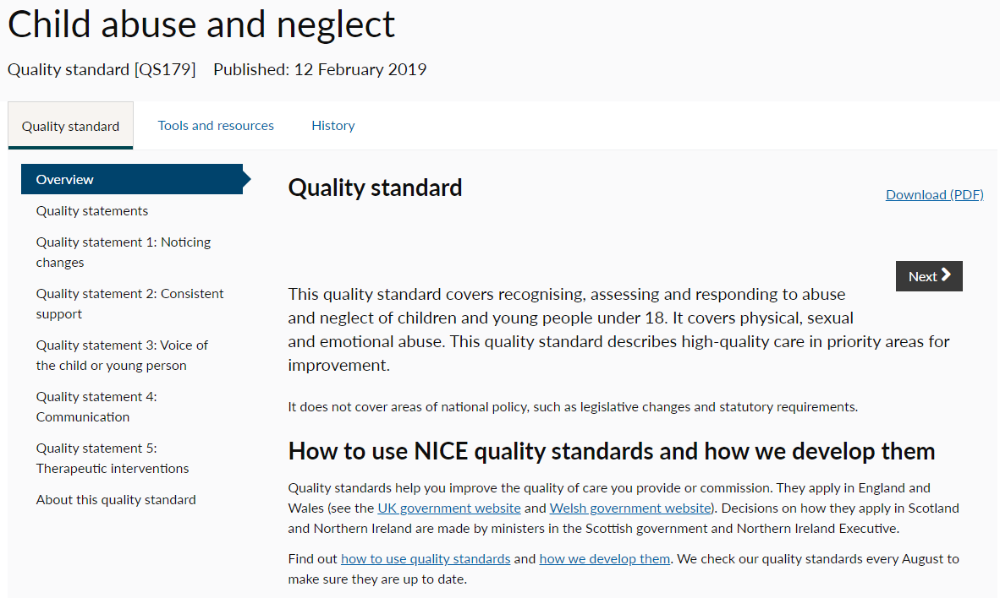 Child abuse and neglect
Quality standard [QS179] Published: 12 February 2019
Quality standard Tools and resources History
Overview
Quality statements
Quality statement 1: Noticing
changes
Quality statement 2: Consistent
support
Quality statement 3: Voice of
the child or young person
Quality statement 4:
Communication
Quality statement 5:
Therapeutic interventions
About this quality standard
Quality standard
Download (PDF)
Next
This quality standard covers recognising, assessing and responding to abuse
and neglect of children and young people under 18. It covers physical, sexual
and emotional abuse. This quality standard describes high-quality care in priority areas for
improvement.
It does not cover areas of national policy, such as legislative changes and statutory requirements.
How to use NICE quality standards and how we develop them
Quality standards help you improve the quality of care you provide or commission. They apply in England and
Wales (see the UK government website and Welsh government website). Decisions on how they apply in Scotland
and Northern Ireland are made by ministers in the Scottish government and Northern Ireland Executive.
Find out how to use quality standards and how we develop them. We check our quality standards every August to
make sure they are up to date.